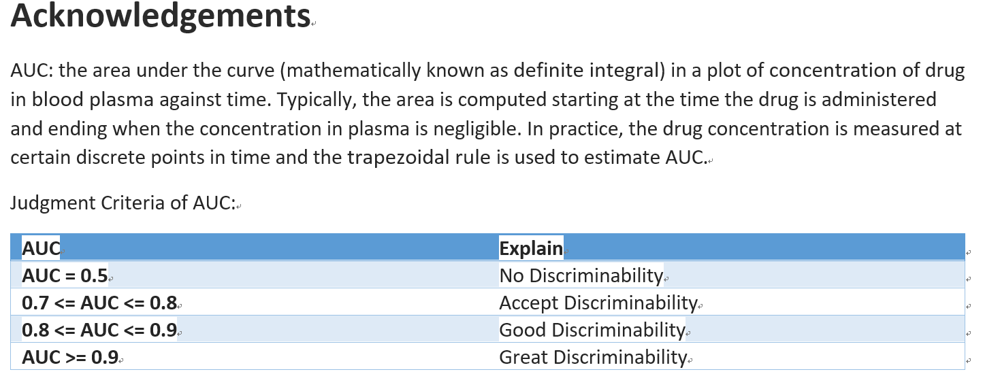 Acknowledgements
AUC: the area under the curve (mathematically known as definite integral) in a plot of concentration of drug
in blood plasma against time. Typically, the area is computed starting at the time the drug is administered
and ending when the concentration in plasma is negligible. In practice, the drug concentration is measured at
certain discrete points in time and the trapezoidal rule is used to estimate AUC.
Judgment Criteria of AUC:
AUC Explain
AUC = 0.5 No Discriminability
0.7 <= AUC <= 0.8 Accept Discriminability
0.8 <= AUC <= 0.9 Good Discriminability
AUC >= 0.9 Great Discriminability